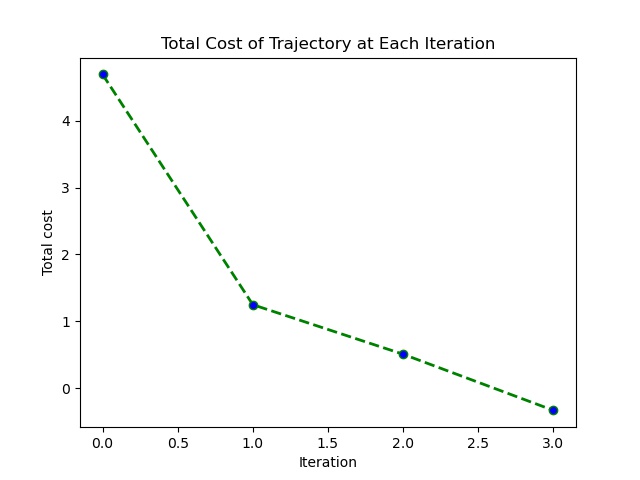 Total Cost of Trajectory at Each Iteration
4
3
2
1
0
Total cost
0.0 0.5 1.0 1.5 2.0 2.5 3.0
Iteration